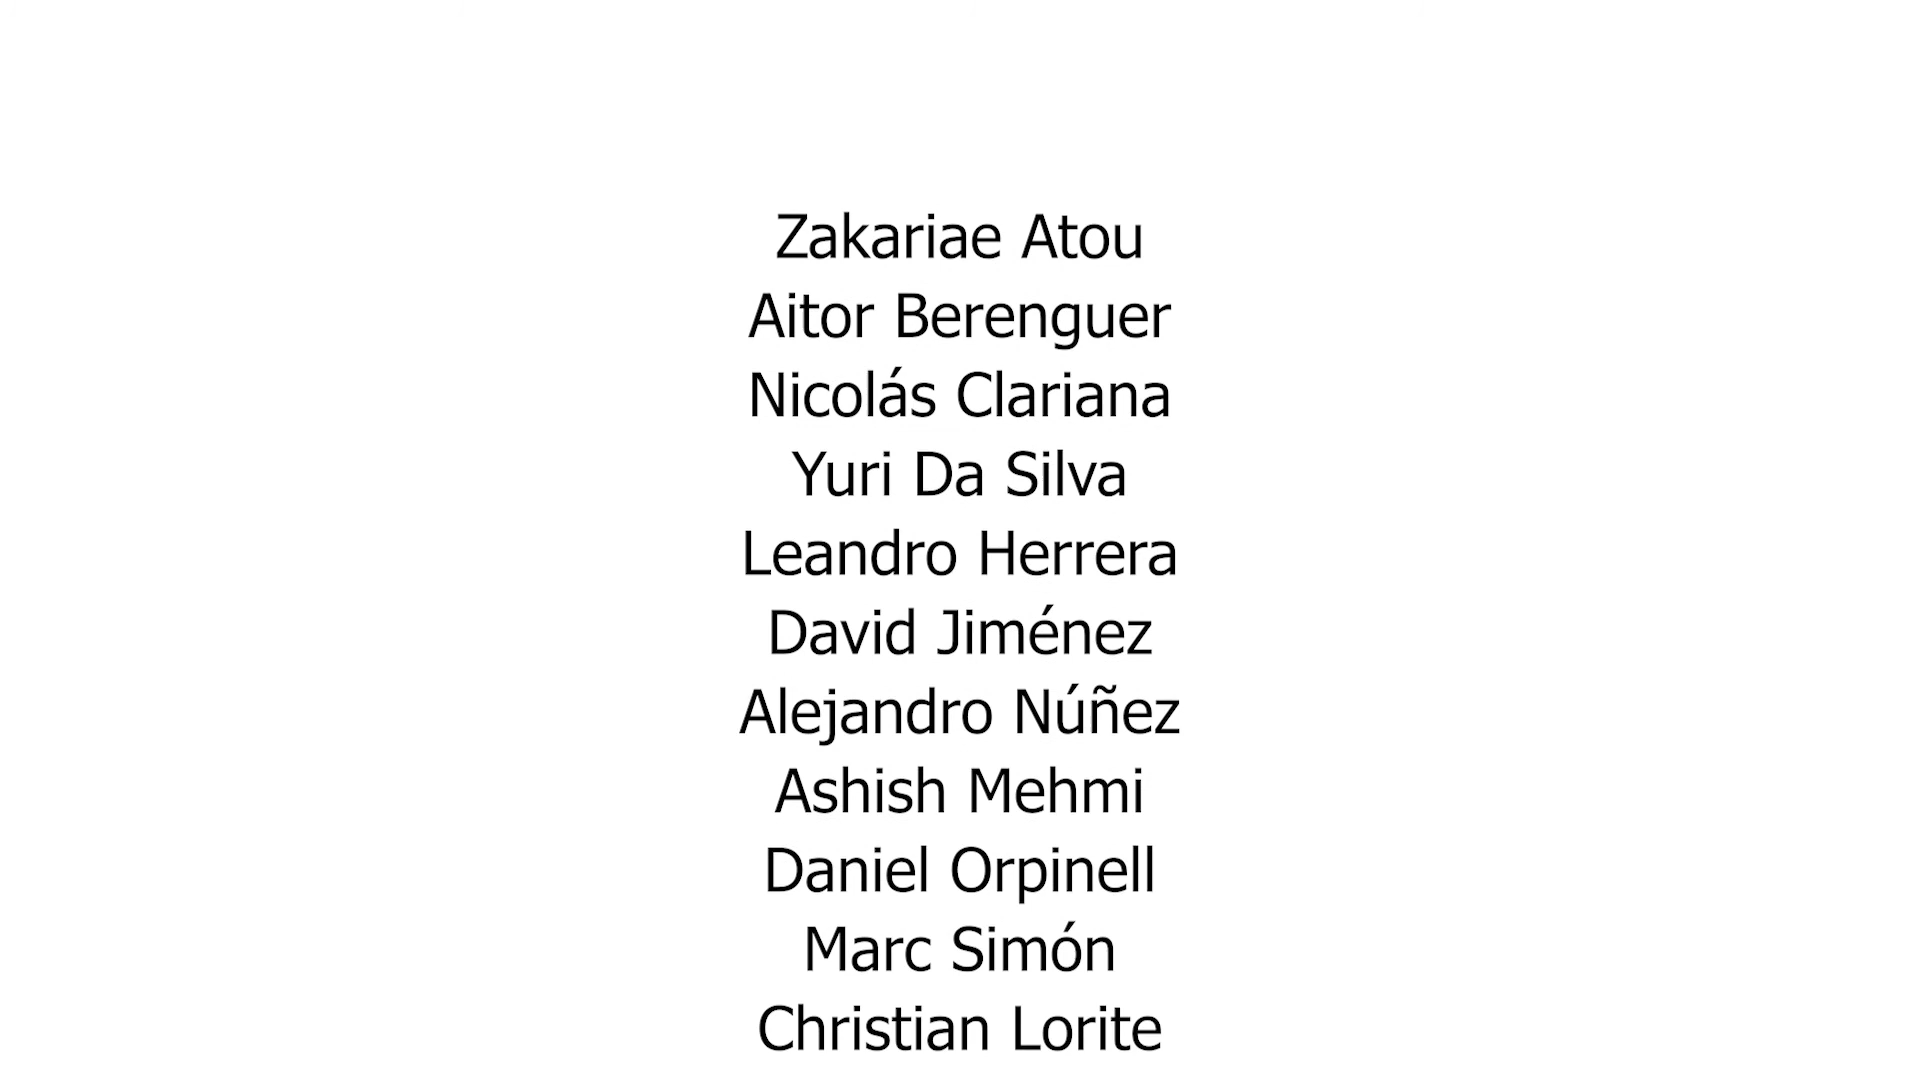 Zakariae Atou
Aitor Berenguer
Nicolás Clariana
Yuri Da Silva
Leandro Herrera
David Jiménez
Alejandro Núñez
Ashish Mehmi
Daniel Orpinell
Marc Simón
Christian Lorite